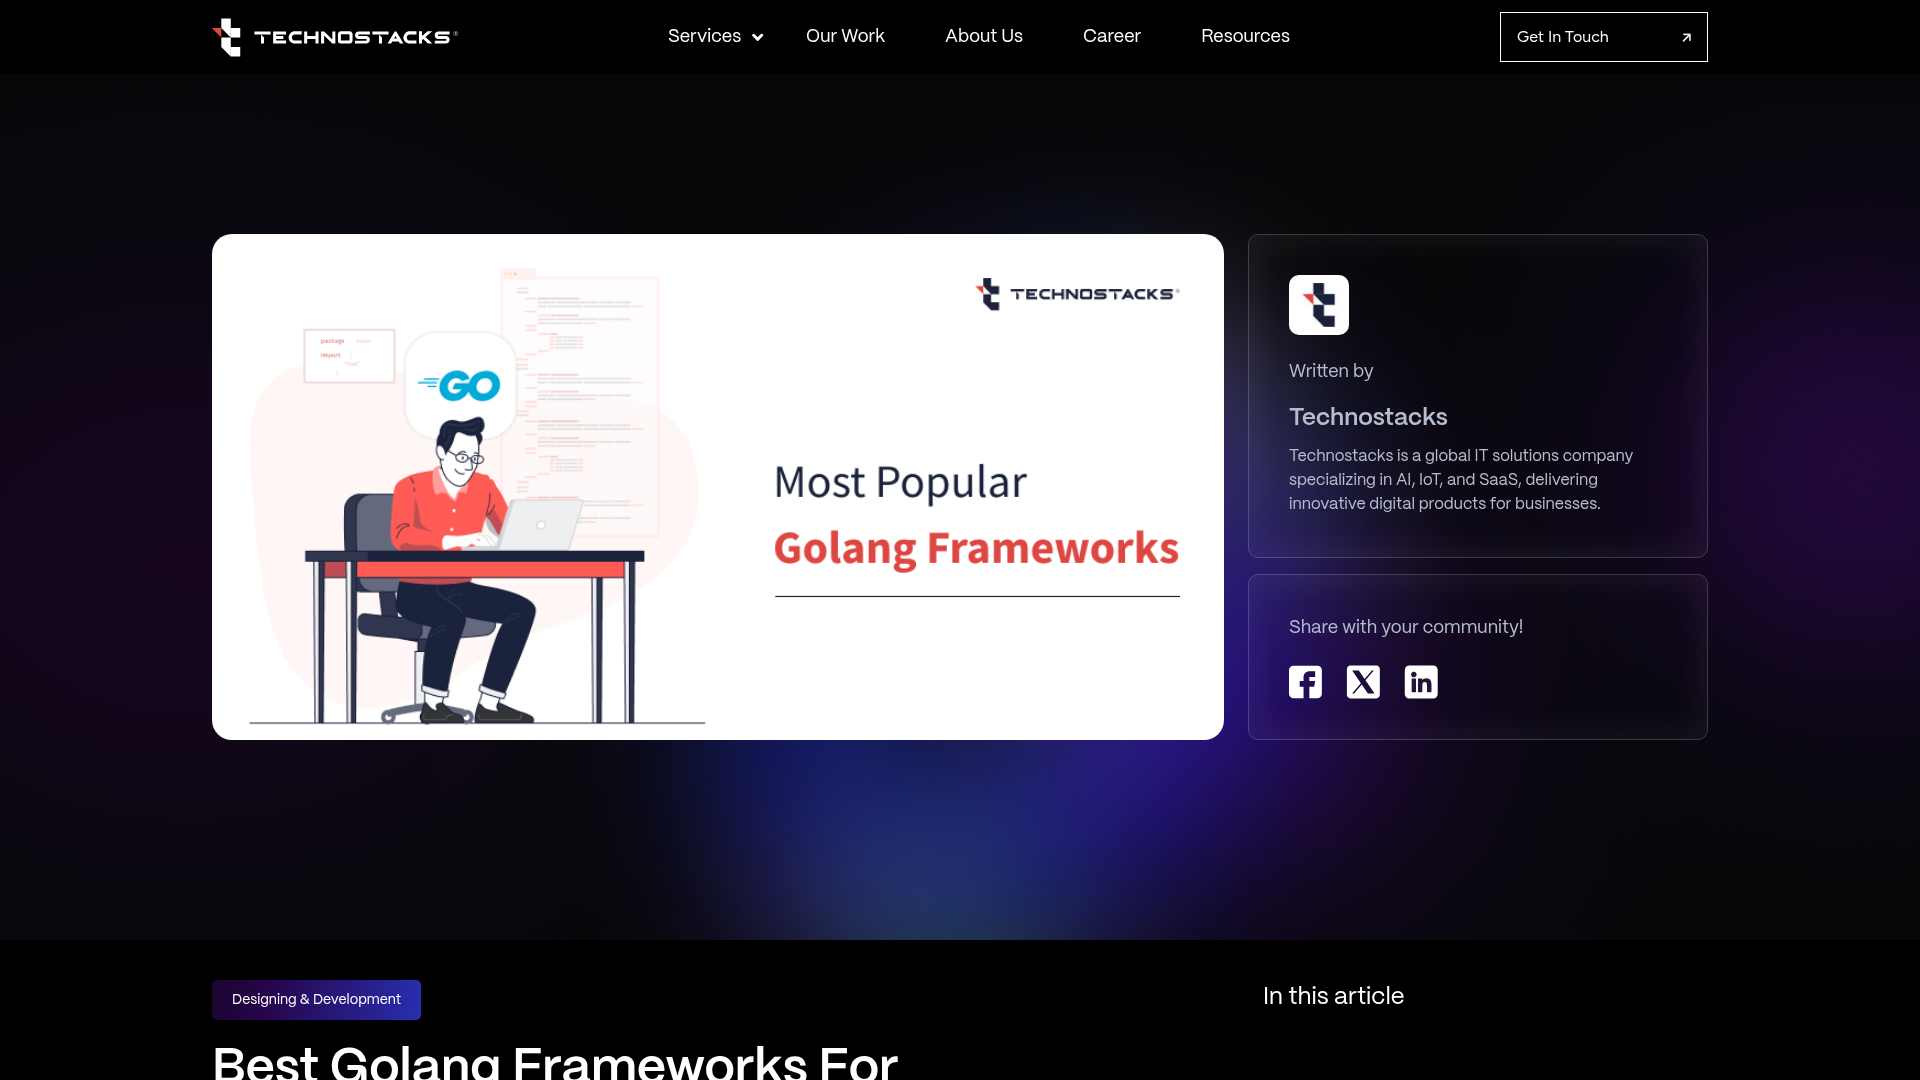 TECHNOSTACKS®
Services
Our Work
About Us
Career
Resources
Get In Touch
package main
import (
"fmt"
)
GO
TECHNOSTACKS®
Most Popular
Golang Frameworks
Written by
Technostacks
Technostacks is a global IT solutions company
specializing in AI, IoT, and SaaS, delivering
innovative digital products for businesses.
Share with your community!
Designing & Development
In this article
Best Golang Frameworks For